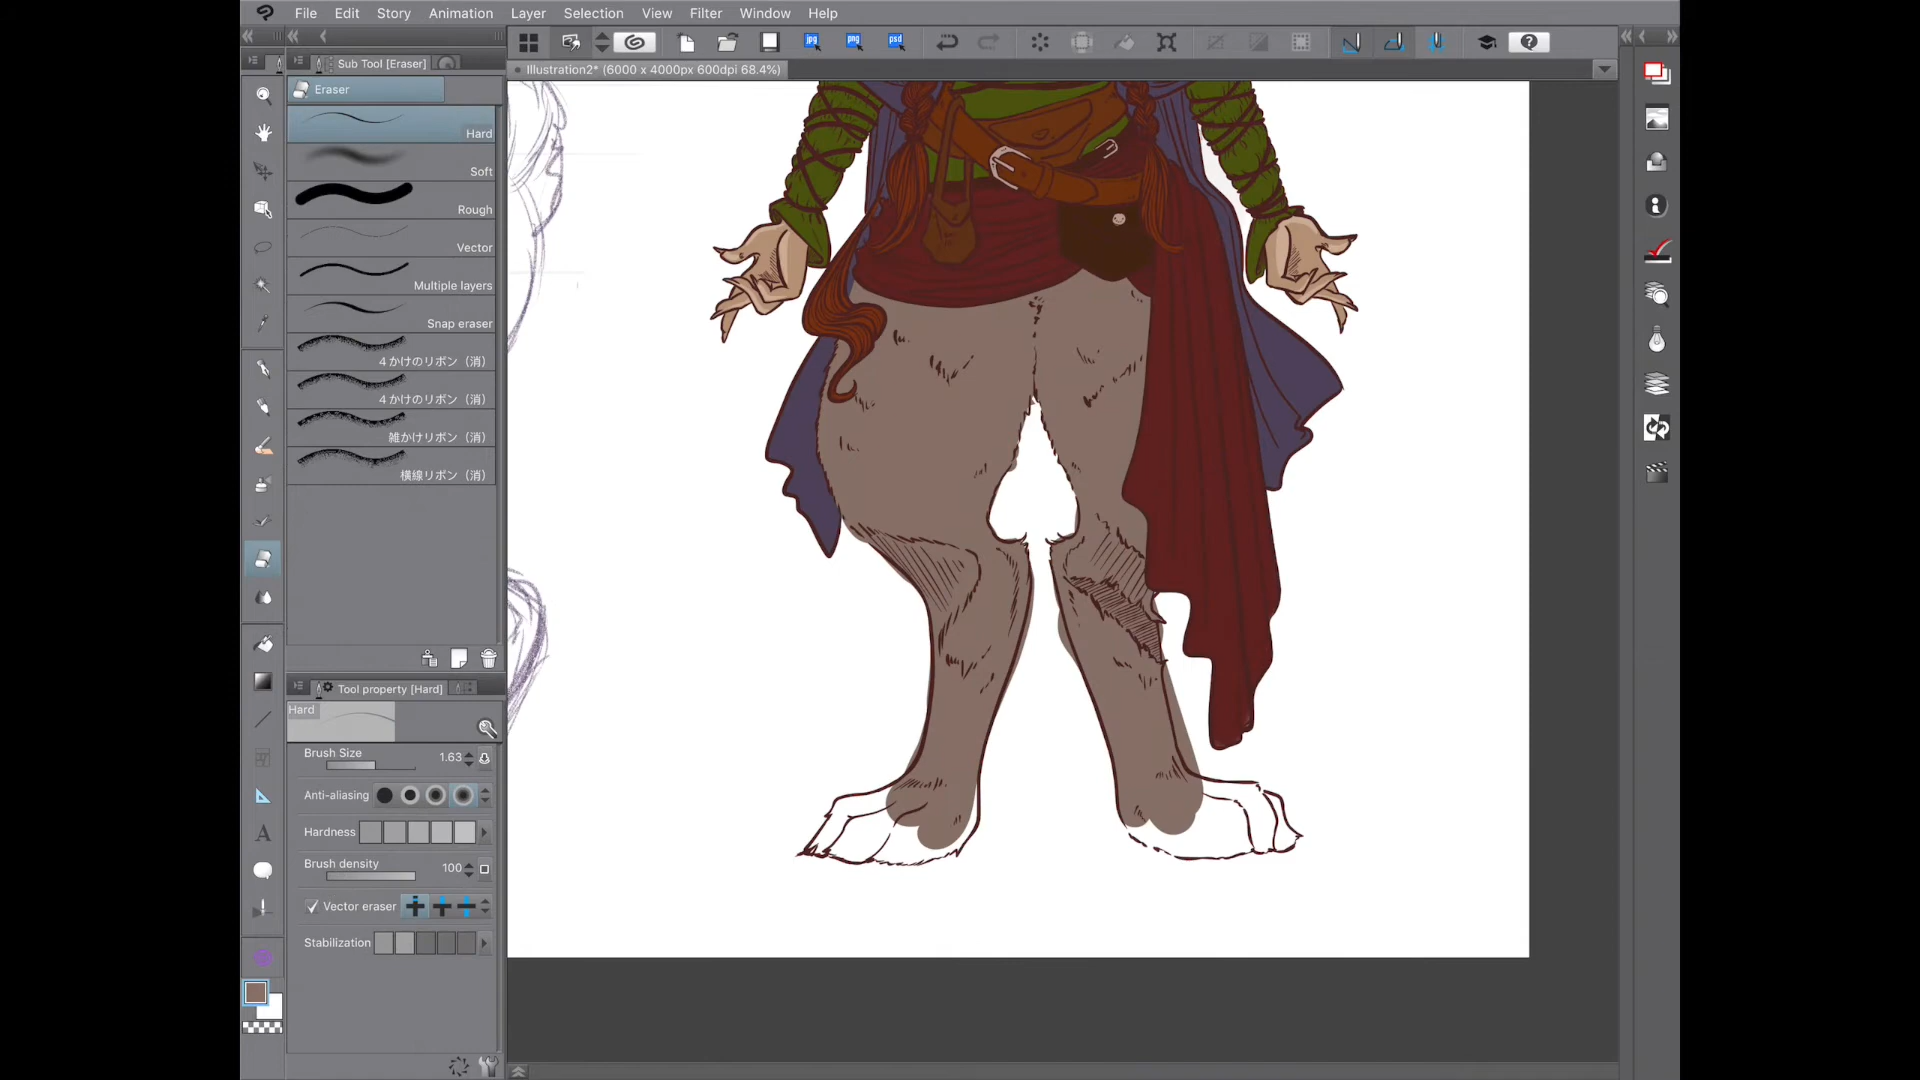 File Edit Story Animation Layer Selection View Filter Window Help
Sub Tool [Eraser]
jpg png psd
Illustration2* (6000 x 4000px 600dpi 68.4%)
Eraser
Hard
Soft
Rough
Vector
Multiple layers
Snap eraser
4かけのリボン（消）
4かけのリボン（消）
雑かけリボン（消）
横線リボン（消）
Tool property [Hard]
Hard
Brush Size 1.63
Anti-aliasing
Hardness
Brush density 100
Vector eraser
Stabilization